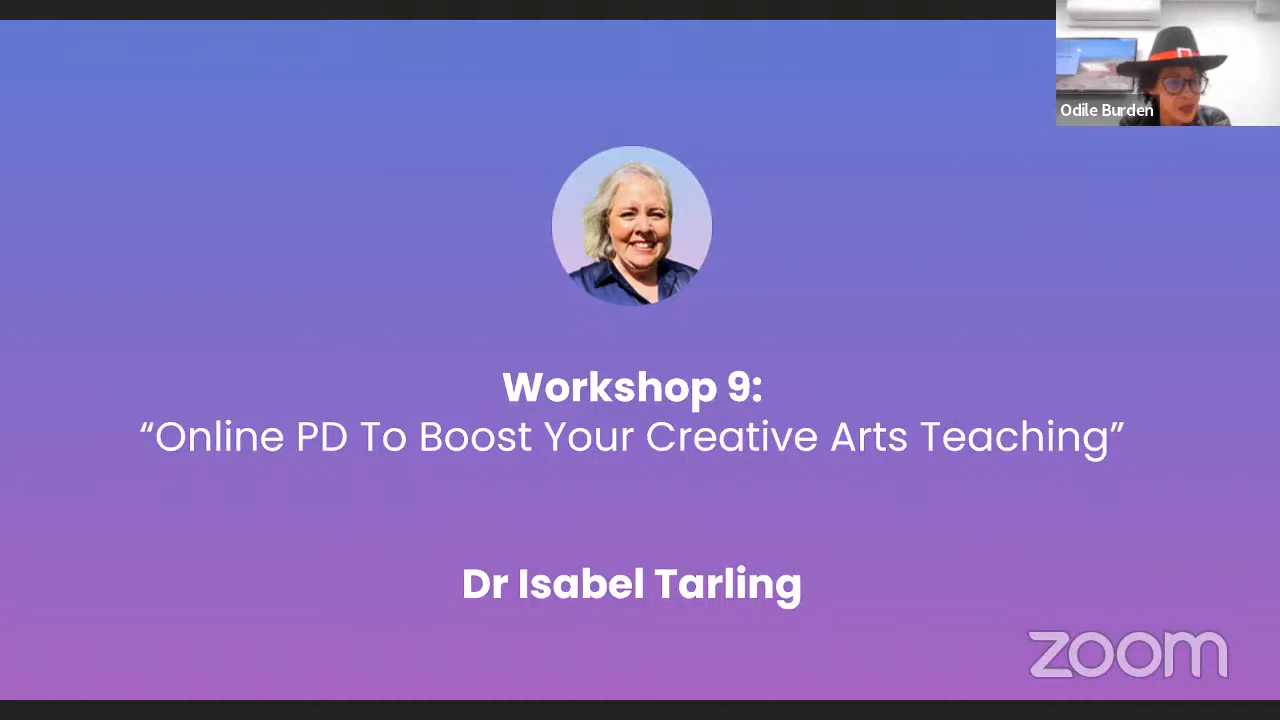 Odile Burden
Workshop 9:
“Online PD To Boost Your Creative Arts Teaching”
Dr Isabel Tarling
zoom